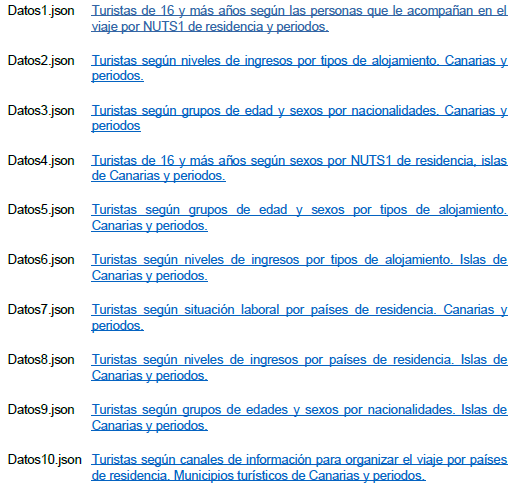 Datos1.json Turistas de 16 y más años según las personas que le acompañan en el
viaje por NUTS1 de residencia y periodos.
Datos2.json Turistas según niveles de ingresos por tipos de alojamiento. Canarias y
periodos.
Datos3.json Turistas según grupos de edad y sexos por nacionalidades. Canarias y
periodos
Datos4.json Turistas de 16 y más años según sexos por NUTS1 de residencia, islas
de Canarias y periodos.
Datos5.json Turistas según grupos de edad y sexos por tipos de alojamiento.
Canarias y periodos.
Datos6.json Turistas según niveles de ingresos por tipos de alojamiento. Islas de
Canarias y periodos.
Datos7.json Turistas según situación laboral por países de residencia. Canarias y
periodos.
Datos8.json Turistas según niveles de ingresos por países de residencia. Islas de
Canarias y periodos.
Datos9.json Turistas según grupos de edades y sexos por nacionalidades. Islas de
Canarias y periodos.
Datos10.json Turistas según canales de información para organizar el viaje por países
de residencia. Municipios turísticos de Canarias y periodos.